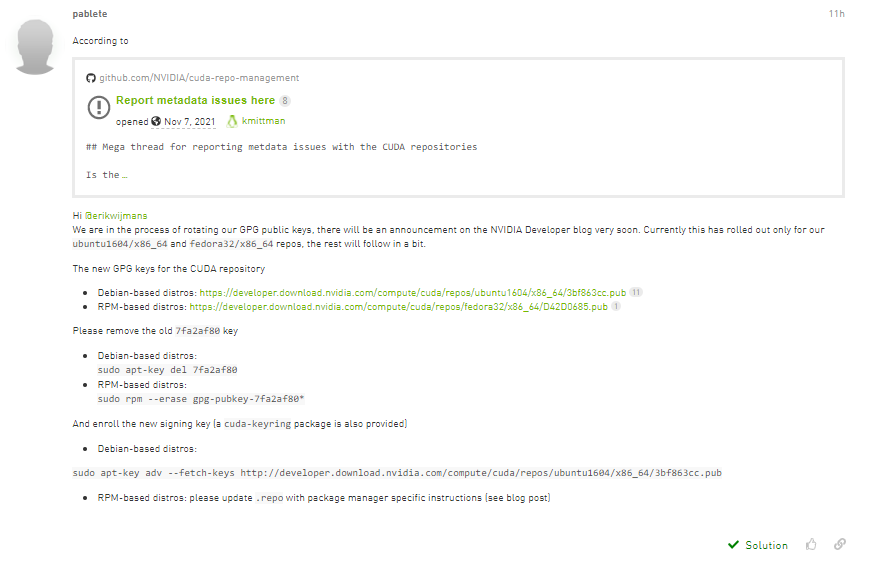 pablete
11h
According to
github.com/NVIDIA/cuda-repo-management
Report metadata issues here 8
opened Nov 7, 2021 kmittman
## Mega thread for reporting metdata issues with the CUDA repositories
Is the…
Hi @erikwijmans
We are in the process of rotating our GPG public keys, there will be an announcement on the NVIDIA Developer blog very soon. Currently this has rolled out only for our
ubuntu1604/x86_64 and fedora32/x86_64 repos, the rest will follow in a bit.
The new GPG keys for the CUDA repository
• Debian-based distros: https://developer.download.nvidia.com/compute/cuda/repos/ubuntu1604/x86_64/3bf863cc.pub 11
• RPM-based distros: https://developer.download.nvidia.com/compute/cuda/repos/fedora32/x86_64/D42D0685.pub 1
Please remove the old 7fa2af80 key
• Debian-based distros:
sudo apt-key del 7fa2af80
• RPM-based distros:
sudo rpm --erase gpg-pubkey-7fa2af80*
And enroll the new signing key (a cuda-keyring package is also provided)
• Debian-based distros:
sudo apt-key adv --fetch-keys http://developer.download.nvidia.com/compute/cuda/repos/ubuntu1604/x86_64/3bf863cc.pub
• RPM-based distros: please update .repo with package manager specific instructions (see blog post)
Solution